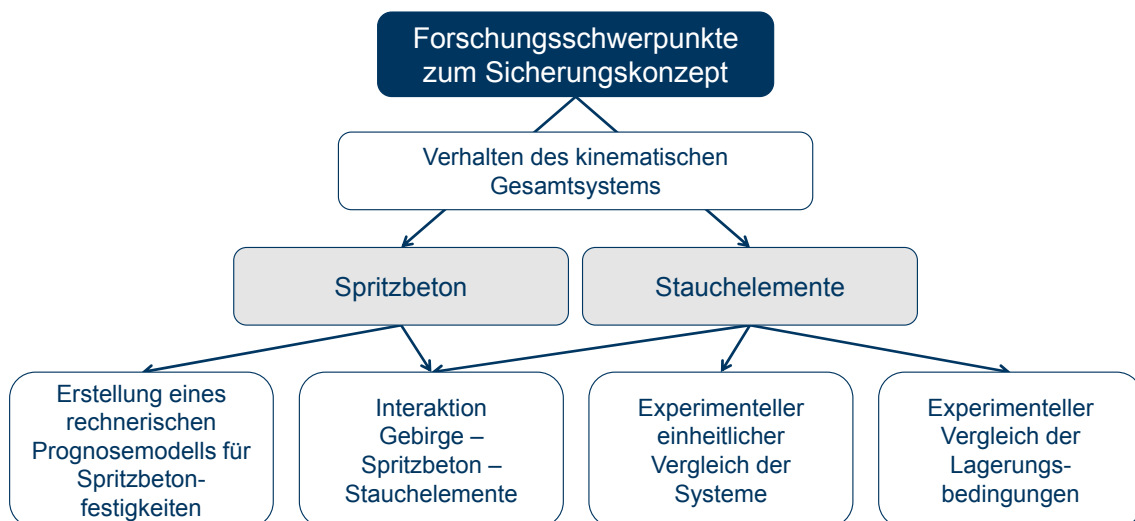 Forschungsschwerpunkte
zum Sicherungskonzept
Verhalten des kinematischen
Gesamtsystems
Spritzbeton
Stauchelemente
Erstellung eines
rechnerischen
Prognosemodells für
Spritzbeton-
festigkeiten
Interaktion
Gebirge –
Spritzbeton –
Stauchelemente
Experimenteller
einheitlicher
Vergleich der
Systeme
Experimenteller
Vergleich der
Lagerungs-
bedingungen